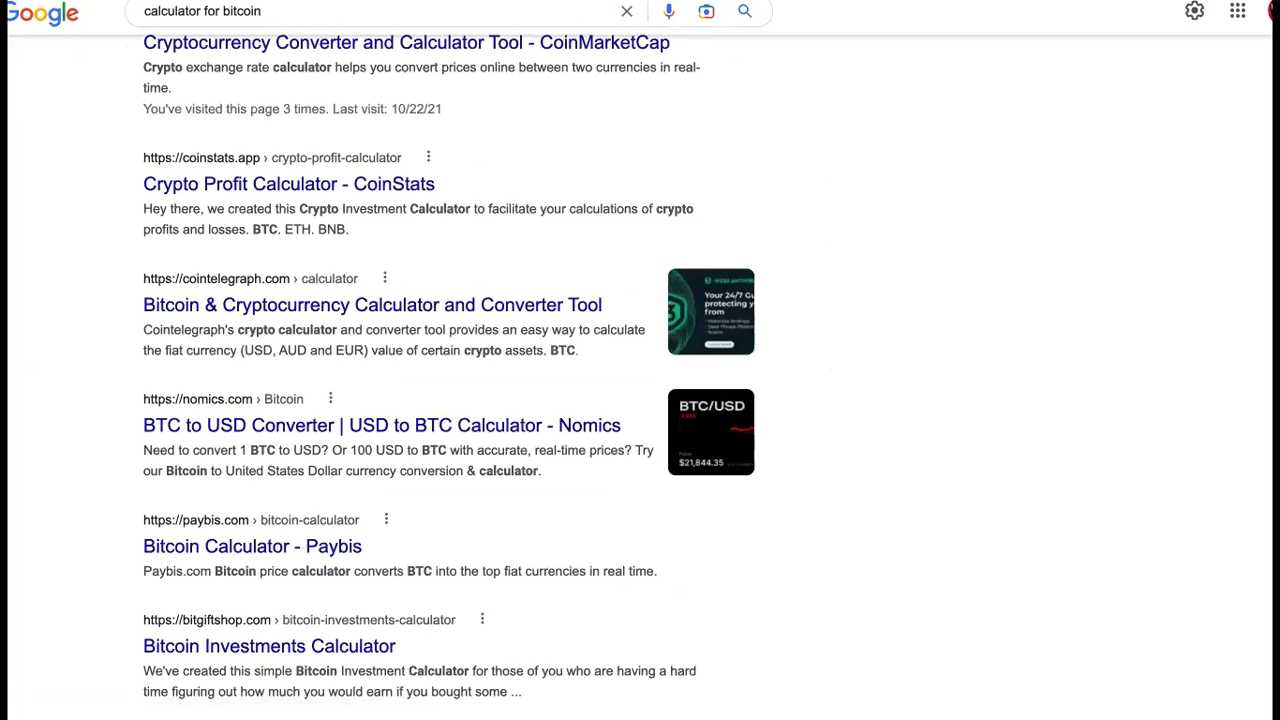 Google
calculator for bitcoin
Cryptocurrency Converter and Calculator Tool - CoinMarketCap
Crypto exchange rate calculator helps you convert prices online between two currencies in real-
time.
You've visited this page 3 times. Last visit: 10/22/21
https://coinstats.app › crypto-profit-calculator
Crypto Profit Calculator - CoinStats
Hey there, we created this Crypto Investment Calculator to facilitate your calculations of crypto
profits and losses. BTC. ETH. BNB.
https://cointelegraph.com › calculator
Bitcoin & Cryptocurrency Calculator and Converter Tool
Cointelegraph's crypto calculator and converter tool provides an easy way to calculate
the fiat currency (USD, AUD and EUR) value of certain crypto assets. BTC.
Your 24/7 Gu
protecting y
from
https://nomics.com › Bitcoin
BTC to USD Converter | USD to BTC Calculator - Nomics
Need to convert 1 BTC to USD? Or 100 USD to BTC with accurate, real-time prices? Try
our Bitcoin to United States Dollar currency conversion & calculator.
BTC/USD
$21,844.35
https://paybis.com › bitcoin-calculator
Bitcoin Calculator - Paybis
Paybis.com Bitcoin price calculator converts BTC into the top fiat currencies in real time.
https://bitgiftshop.com › bitcoin-investments-calculator
Bitcoin Investments Calculator
We've created this simple Bitcoin Investment Calculator for those of you who are having a hard
time figuring out how much you would earn if you bought some ...